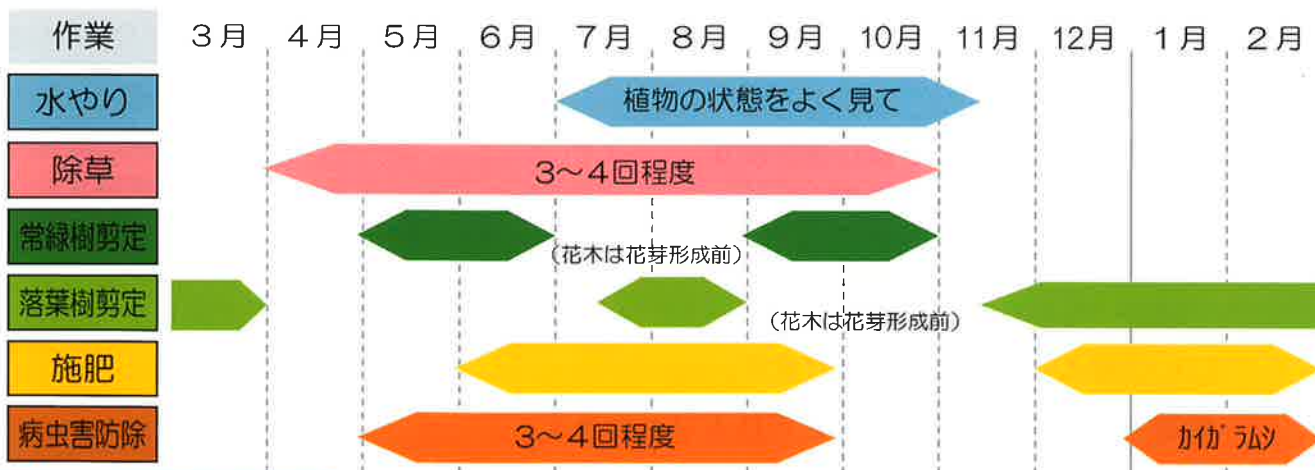 作業 3月 4月 5月 6月 7月 8月 9月 10月 11月 12月 1月 2月
水やり 植物の状態をよく見て
除草 3〜4回程度
常緑樹剪定
(花木は花芽形成前)
落葉樹剪定
(花木は花芽形成前)
施肥
病虫害防除 3〜4回程度 ｶｲｶﾞﾗﾑｼ